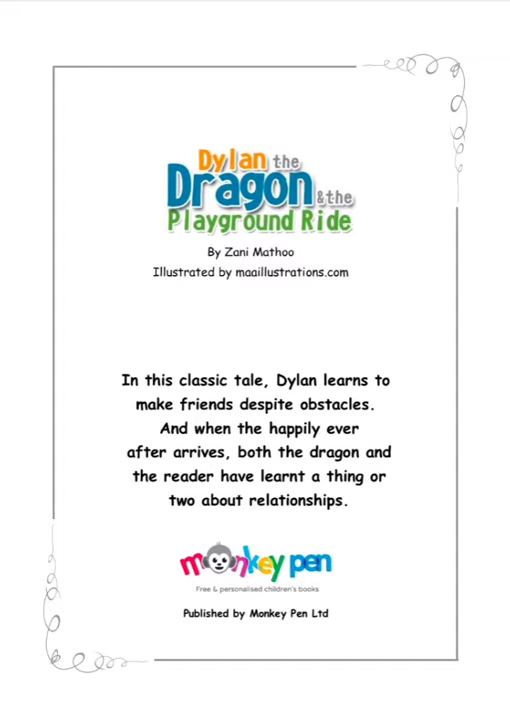 Dylan the
Dragon & the
Playground Ride
By Zani Mathoo
Illustrated by maaillustrations.com
In this classic tale, Dylan learns to
make friends despite obstacles.
And when the happily ever
after arrives, both the dragon and
the reader have learnt a thing or
two about relationships.
monkey pen
Free & personalised children's books
Published by Monkey Pen Ltd